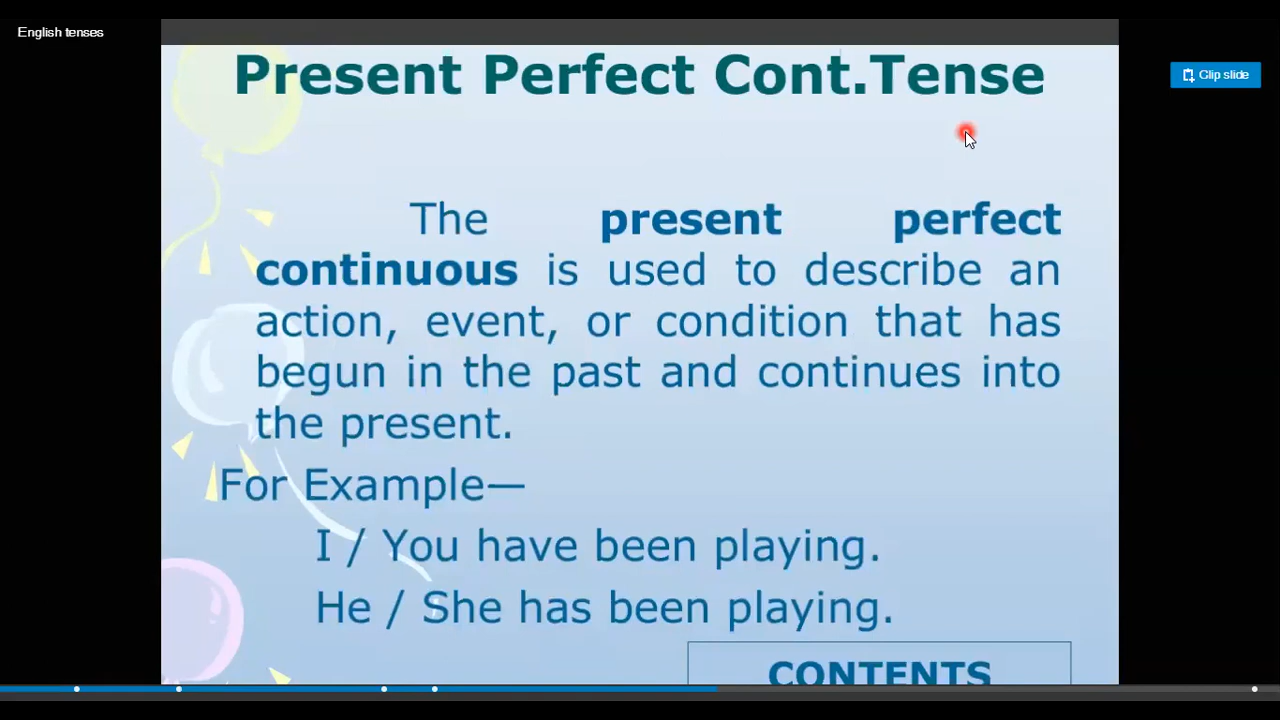 English tenses
Present Perfect Cont.Tense
Clip slide
The present perfect
continuous is used to describe an
action, event, or condition that has
begun in the past and continues into
the present.
For Example—
I / You have been playing.
He / She has been playing.
CONTENTS